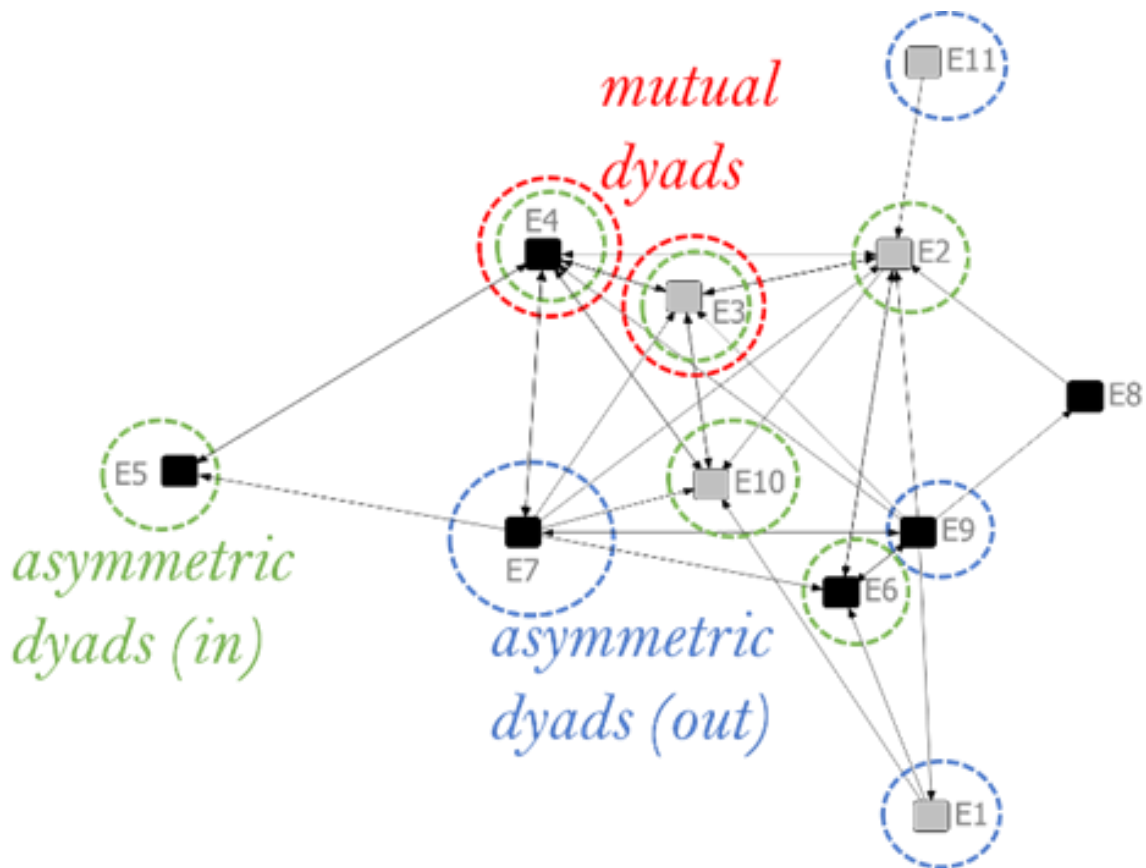 E11
mutual
dyads
E4
E2
E3
E8
E5
E10
E9
E7
E6
asymmetric
dyads (in)
asymmetric
dyads (out)
E1